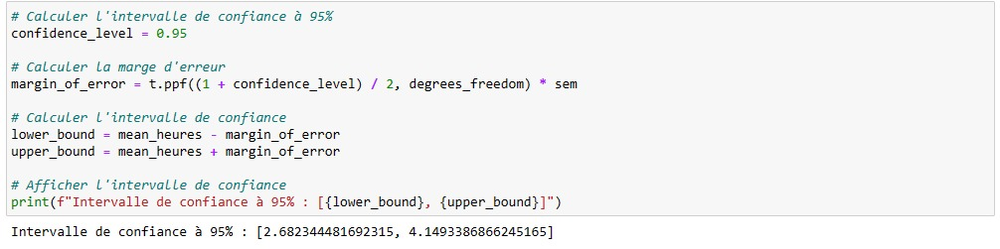 # Calculer l'intervalle de confiance à 95%
confidence_level = 0.95
# Calculer la marge d'erreur
margin_of_error = t.ppf((1 + confidence_level) / 2, degrees_freedom) * sem
# Calculer l'intervalle de confiance
lower_bound = mean_heures - margin_of_error
upper_bound = mean_heures + margin_of_error
# Afficher l'intervalle de confiance
print(f"Intervalle de confiance à 95% : [{lower_bound}, {upper_bound}]")
Intervalle de confiance à 95% : [2.682344481692315, 4.1493386866245165]